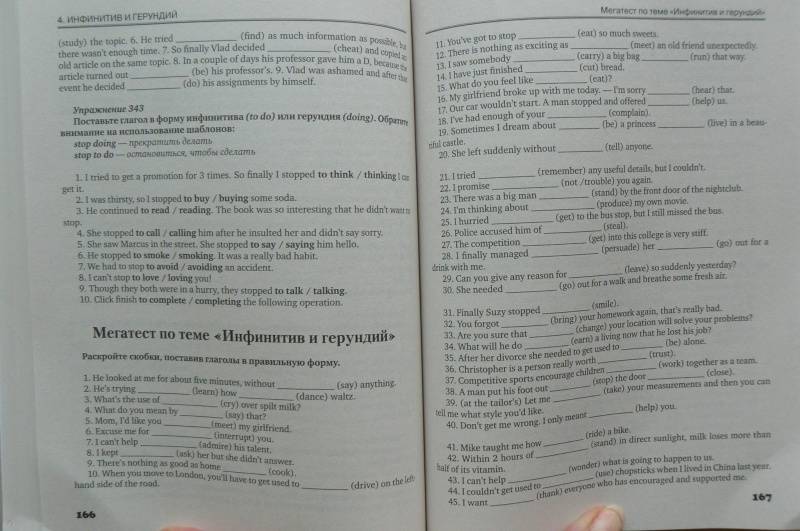 4. ИНФИНИТИВ И ГЕРУНДИЙ
(study) the topic. 6. He tried __________ (find) as much information as possible, but
there wasn't enough time. 7. So finally Vlad decided __________ (cheat) and copied an
old article on the same topic. 8. In a couple of days his professor gave him a D, because the
article turned out __________ (be) his professor's. 9. Vlad was ashamed and after that
event he decided __________ (do) his assignments by himself.
Упражнение 343
Поставьте глагол в форму инфинитива (to do) или герундия (doing). Обратите
внимание на использование шаблонов:
stop doing — прекратить делать
stop to do — остановиться, чтобы сделать
1. I tried to get a promotion for 3 times. So finally I stopped to think / thinking I can
get it.
2. I was thirsty, so I stopped to buy / buying some soda.
3. He continued to read / reading. The book was so interesting that he didn't want to
stop.
4. She stopped to call / calling him after he insulted her and didn't say sorry.
5. She saw Marcus in the street. She stopped to say / saying him hello.
6. He stopped to smoke / smoking. It was a really bad habit.
7. We had to stop to avoid / avoiding an accident.
8. I can't stop to love / loving you!
9. Though they both were in a hurry, they stopped to talk / talking.
10. Click finish to complete / completing the following operation.
Мегатест по теме «Инфинитив и герундий»
Раскройте скобки, поставив глаголы в правильную форму.
1. He looked at me for about five minutes, without __________ (say) anything.
2. He's trying __________ (learn) how __________ (dance) waltz.
3. What's the use of __________ (cry) over spilt milk?
4. What do you mean by __________ (say) that?
5. Mom, I'd like you __________ (meet) my girlfriend.
6. Excuse me for __________ (interrupt) you.
7. I can't help __________ (admire) his talent.
8. I kept __________ (ask) her but she didn't answer.
9. There's nothing as good as home __________ (cook).
10. When you move to London, you'll have to get used to __________ (drive) on the left-
hand side of the road.
166
Мегатест по теме «Инфинитив и герундий»
11. You've got to stop __________ (eat) so much sweets.
12. There is nothing as exciting as __________ (meet) an old friend unexpectedly.
13. I saw somebody __________ (carry) a big bag __________ (run) that way.
14. I have just finished __________ (cut) bread.
15. What do you feel like __________ (eat)?
16. My girlfriend broke up with me today. — I'm sorry __________ (hear) that.
17. Our car wouldn't start. A man stopped and offered __________ (help) us.
18. I've had enough of your __________ (complain).
19. Sometimes I dream about __________ (be) a princess __________ (live) in a beau-
tiful castle.
20. She left suddenly without __________ (tell) anyone.
21. I tried __________ (remember) any useful details, but I couldn't.
22. I promise __________ (not /trouble) you again.
23. There was a big man __________ (stand) by the front door of the nightclub.
24. I'm thinking about __________ (produce) my own movie.
25. I hurried __________ (get) to the bus stop, but I still missed the bus.
26. Police accused him of __________ (steal).
27. The competition __________ (get) into this college is very stiff.
28. I finally managed __________ (persuade) her __________ (go) out for a
drink with me.
29. Can you give any reason for __________ (leave) so suddenly yesterday?
30. She needed __________ (go) out for a walk and breathe some fresh air.
31. Finally Suzy stopped __________ (smile).
32. You forgot __________ (bring) your homework again, that's really bad.
33. Are you sure that __________ (change) your location will solve your problems?
34. What will he do __________ (earn) a living now that he lost his job?
35. After her divorce she needed to get used to __________ (be) alone.
36. Christopher is a person really worth __________ (trust).
37. Competitive sports encourage children __________ (work) together as a team.
38. A man put his foot out __________ (stop) the door __________ (close).
39. (at the tailor's) Let me __________ (take) your measurements and then you can
tell me what style you'd like.
40. Don't get me wrong. I only meant __________ (help) you.
41. Mike taught me how __________ (ride) a bike.
42. Within 2 hours of __________ (stand) in direct sunlight, milk loses more than
half of its vitamin.
43. I can't help __________ (wonder) what is going to happen to us.
44. I couldn't get used to __________ (use) chopsticks when I lived in China last year.
45. I want __________ (thank) everyone who has encouraged and supported me.
167